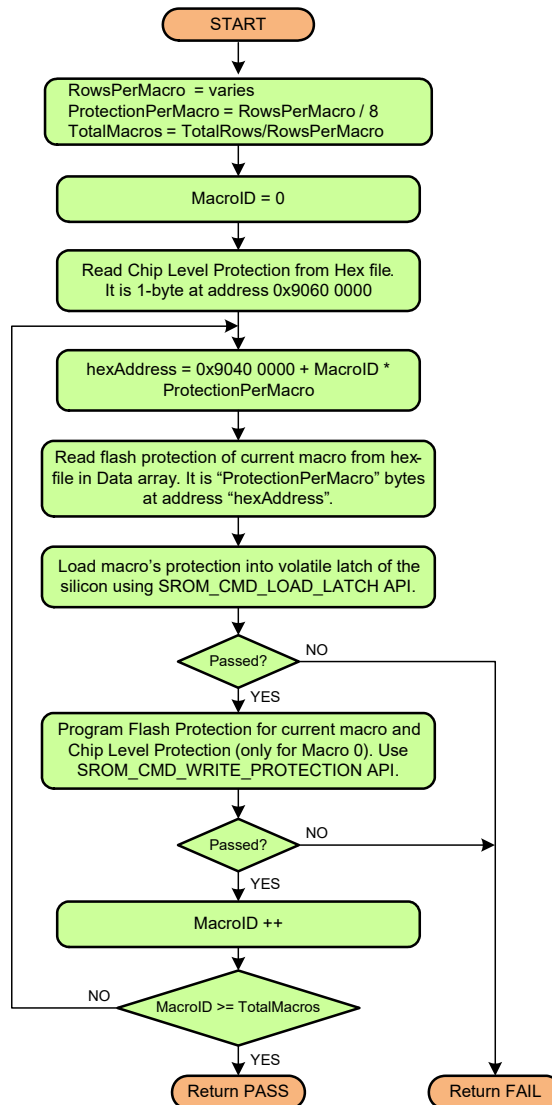 START
RowsPerMacro = varies
ProtectionPerMacro = RowsPerMacro / 8
TotalMacros = TotalRows/RowsPerMacro
MacroID = 0
Read Chip Level Protection from Hex file.
It is 1-byte at address 0x9060 0000
hexAddress = 0x9040 0000 + MacroID *
ProtectionPerMacro
Read flash protection of current macro from hex-
file in Data array. It is “ProtectionPerMacro” bytes
at address “hexAddress”.
Load macro’s protection into volatile latch of the
silicon using SROM_CMD_LOAD_LATCH API.
Passed?
NO
YES
Program Flash Protection for current macro and
Chip Level Protection (only for Macro 0). Use
SROM_CMD_WRITE_PROTECTION API.
Passed?
NO
YES
MacroID ++
NO
MacroID >= TotalMacros
YES
Return PASS
Return FAIL